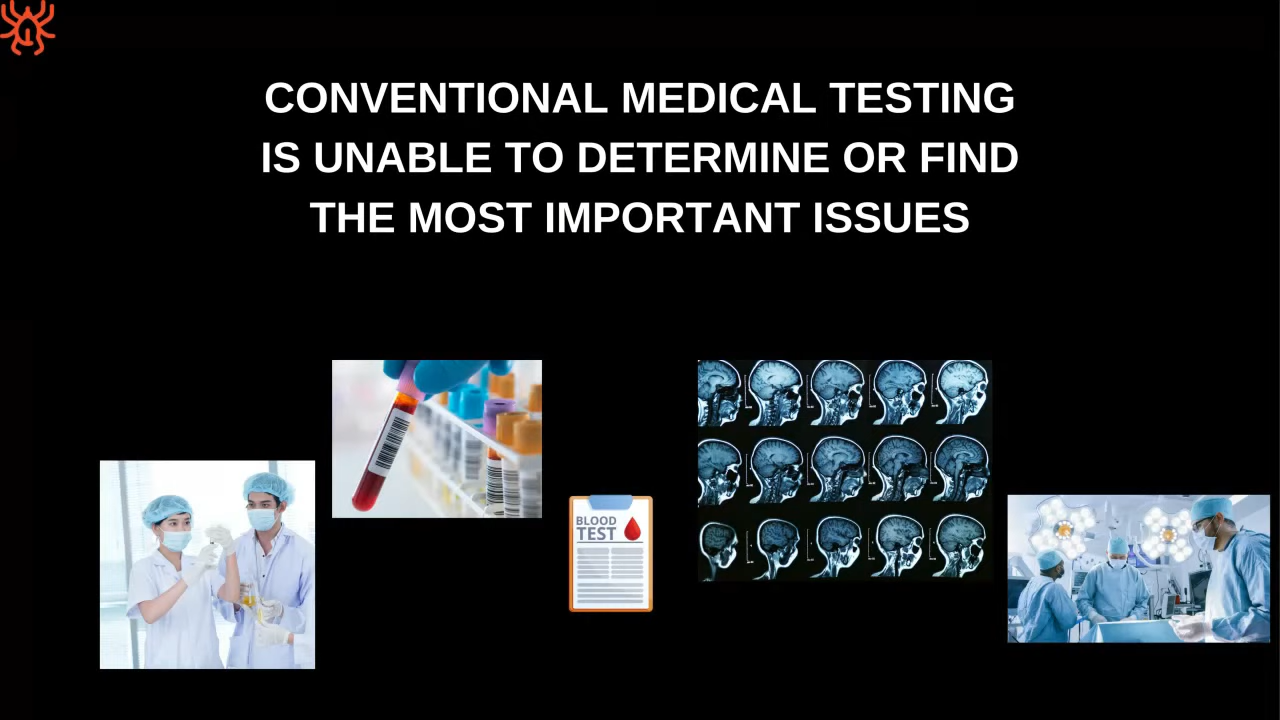 CONVENTIONAL MEDICAL TESTING
IS UNABLE TO DETERMINE OR FIND
THE MOST IMPORTANT ISSUES
BLOOD
TEST